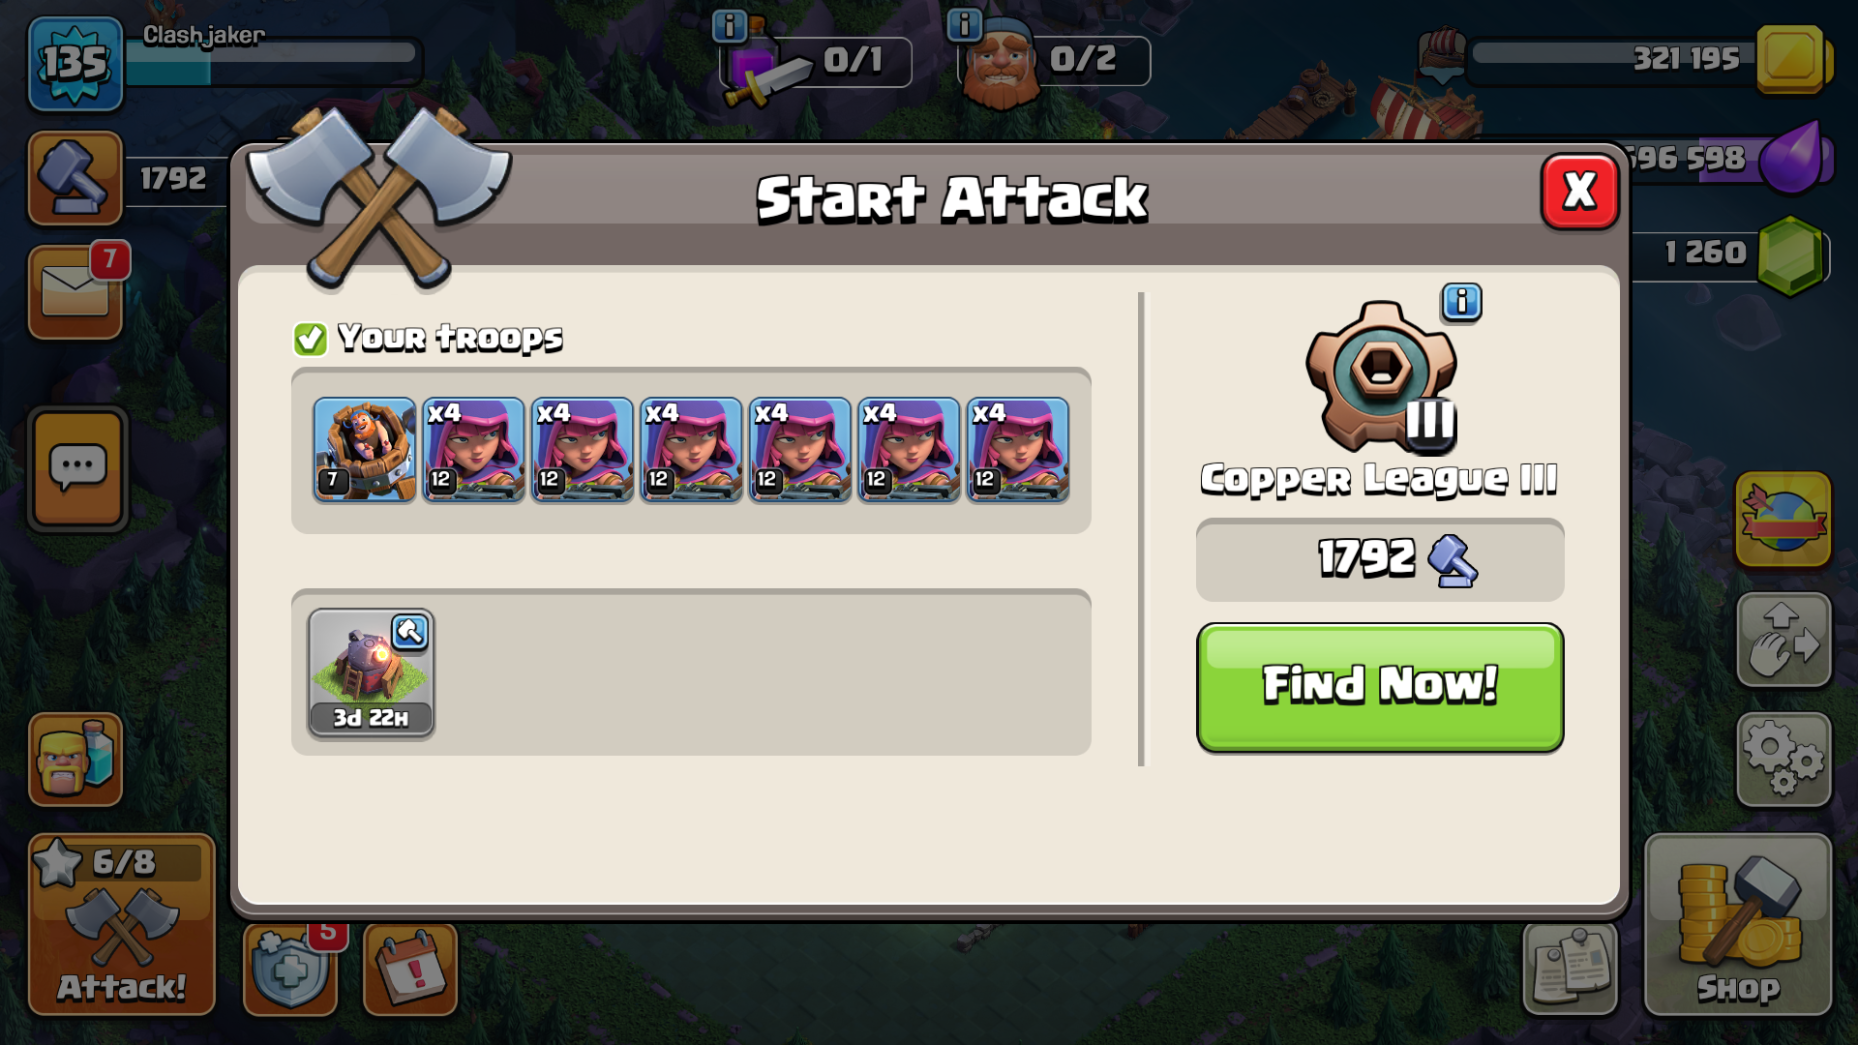 135
Clashjaker
0/1
0/2
321 195
1792
596 598
Start Attack
X
7
1 260
Your troops
7
x4
12
x4
12
x4
12
x4
12
x4
12
x4
12
III
Copper League III
1792
Find Now!
3d 22H
6/8
Attack!
5
Shop